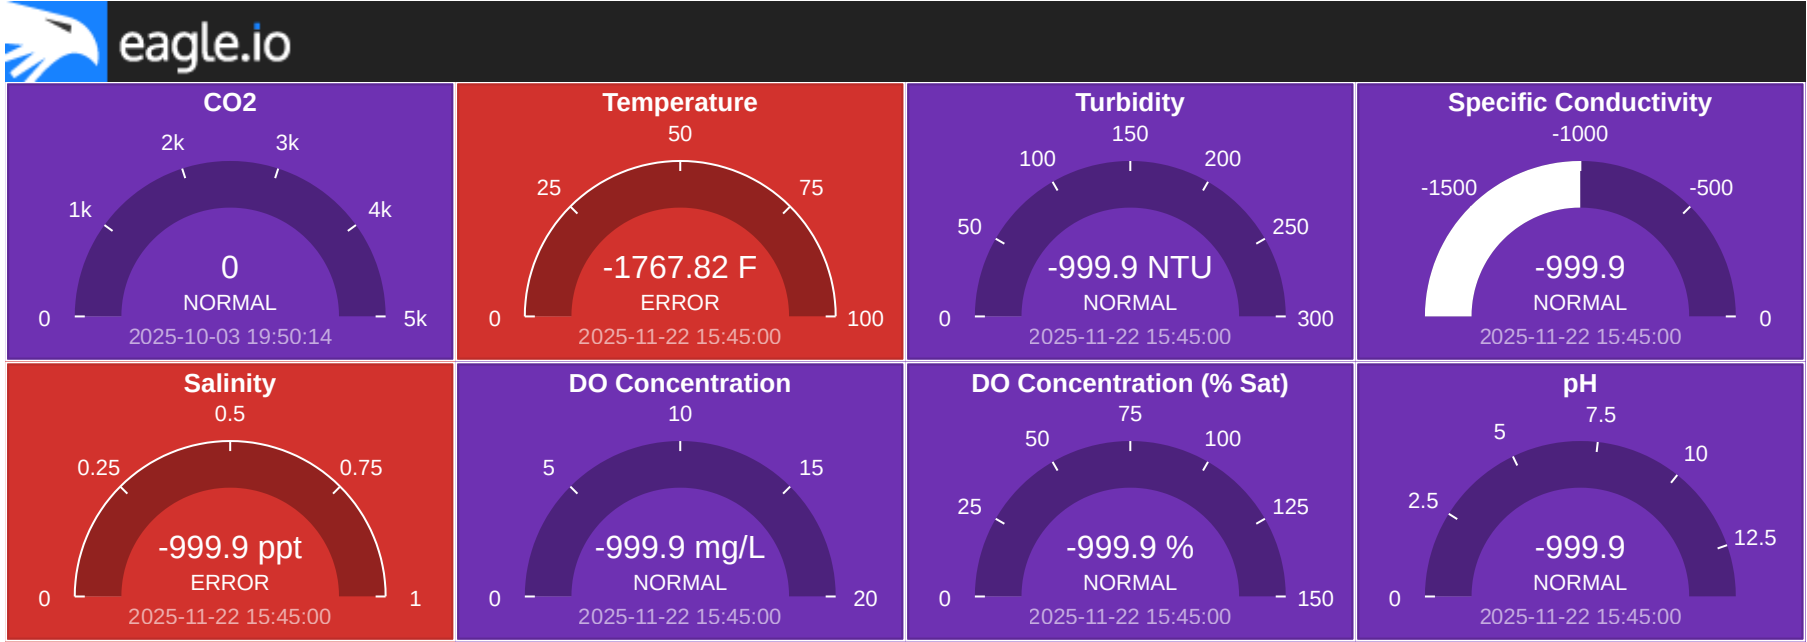 eagle.io
CO2
2k 3k
1k 4k
0 5k
0
NORMAL
2025-10-03 19:50:14
Temperature
50
25 75
0 100
-1767.82 F
ERROR
2025-11-22 15:45:00
Turbidity
150
100 200
50 250
0 300
-999.9 NTU
NORMAL
2025-11-22 15:45:00
Specific Conductivity
-1000
-1500 -500
0
-999.9
NORMAL
2025-11-22 15:45:00
Salinity
0.5
0.25 0.75
0 1
-999.9 ppt
ERROR
2025-11-22 15:45:00
DO Concentration
10
5 15
0 20
-999.9 mg/L
NORMAL
2025-11-22 15:45:00
DO Concentration (% Sat)
75
50 100
25 125
0 150
-999.9 %
NORMAL
2025-11-22 15:45:00
pH
7.5
5 10
2.5 12.5
0
-999.9
NORMAL
2025-11-22 15:45:00